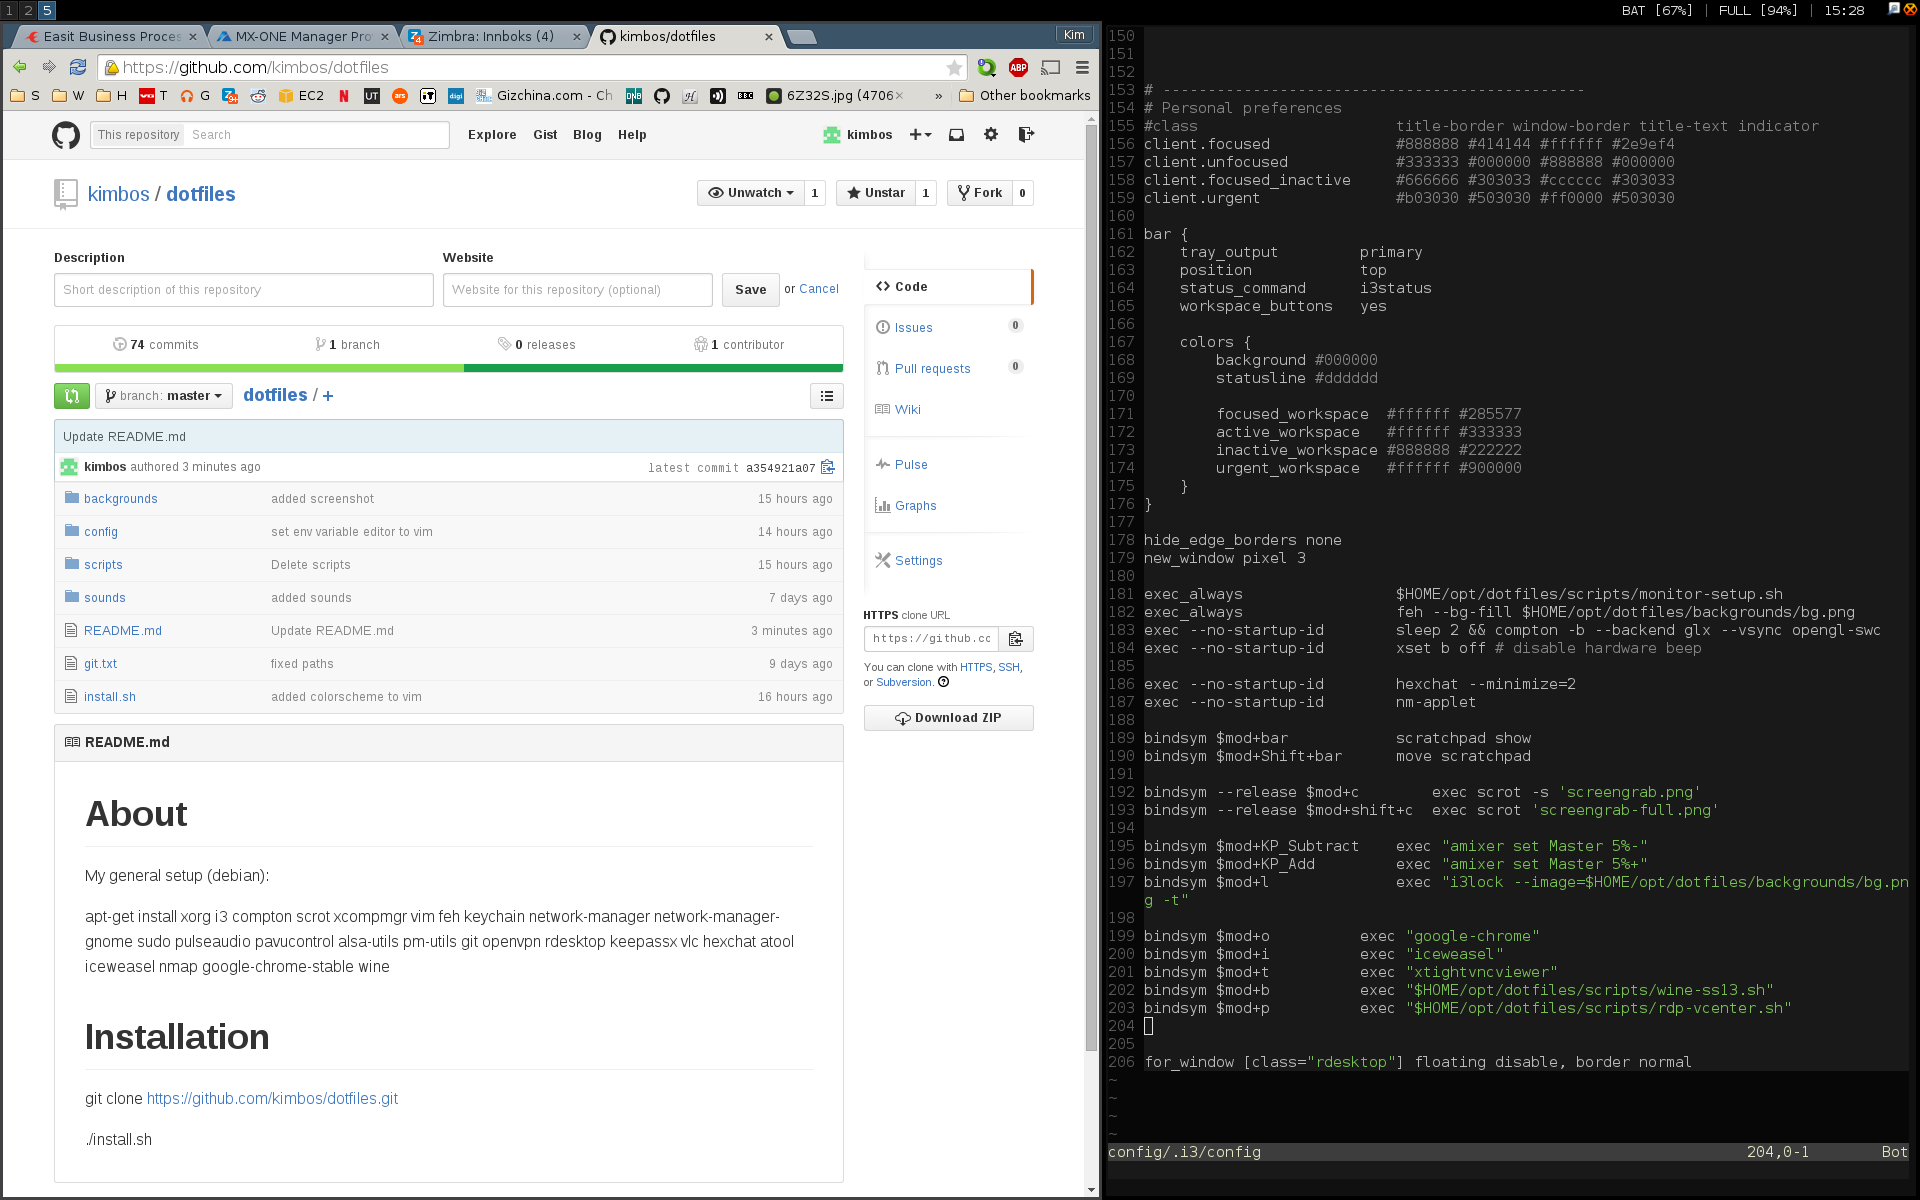 1 2 5
BAT [67%] | FULL [94%] | 15:28
Easit Business Proces × MX-ONE Manager Pro × Zimbra: Innboks (4) × kimbos/dotfiles × Kim
https://github.com/kimbos/dotfiles ABP
S W H T G EC2 N UT ars iT digi Gizchina.com - Ch DNB BBC 6Z32S.jpg (4706× » Other bookmarks
This repository Search Explore Gist Blog Help kimbos
kimbos / dotfiles Unwatch 1 Unstar 1 Fork 0
Description Website
Short description of this repository Website for this repository (optional) Save or Cancel
74 commits 1 branch 0 releases 1 contributor
branch: master dotfiles / +
Update README.md
kimbos authored 3 minutes ago latest commit a354921a07
backgrounds added screenshot 15 hours ago
config set env variable editor to vim 14 hours ago
scripts Delete scripts 15 hours ago
sounds added sounds 7 days ago
README.md Update README.md 3 minutes ago
git.txt fixed paths 9 days ago
install.sh added colorscheme to vim 16 hours ago
README.md
About
My general setup (debian):
apt-get install xorg i3 compton scrot xcompmgr vim feh keychain network-manager network-manager-
gnome sudo pulseaudio pavucontrol alsa-utils pm-utils git openvpn rdesktop keepassx vlc hexchat atool
iceweasel nmap google-chrome-stable wine
Installation
git clone https://github.com/kimbos/dotfiles.git
./install.sh
Code
Issues 0
Pull requests 0
Wiki
Pulse
Graphs
Settings
HTTPS clone URL
https://github.cc
You can clone with HTTPS, SSH,
or Subversion.
Download ZIP
150
151
152
153 # -----------------------------------------------
154 # Personal preferences
155 #class title-border window-border title-text indicator
156 client.focused #888888 #414144 #ffffff #2e9ef4
157 client.unfocused #333333 #000000 #888888 #000000
158 client.focused_inactive #666666 #303033 #cccccc #303033
159 client.urgent #b03030 #503030 #ff0000 #503030
160
161 bar {
162 tray_output primary
163 position top
164 status_command i3status
165 workspace_buttons yes
166
167 colors {
168 background #000000
169 statusline #dddddd
170
171 focused_workspace #ffffff #285577
172 active_workspace #ffffff #333333
173 inactive_workspace #888888 #222222
174 urgent_workspace #ffffff #900000
175 }
176 }
177
178 hide_edge_borders none
179 new_window pixel 3
180
181 exec_always $HOME/opt/dotfiles/scripts/monitor-setup.sh
182 exec_always feh --bg-fill $HOME/opt/dotfiles/backgrounds/bg.png
183 exec --no-startup-id sleep 2 && compton -b --backend glx --vsync opengl-swc
184 exec --no-startup-id xset b off # disable hardware beep
185
186 exec --no-startup-id hexchat --minimize=2
187 exec --no-startup-id nm-applet
188
189 bindsym $mod+bar scratchpad show
190 bindsym $mod+Shift+bar move scratchpad
191
192 bindsym --release $mod+c exec scrot -s 'screengrab.png'
193 bindsym --release $mod+shift+c exec scrot 'screengrab-full.png'
194
195 bindsym $mod+KP_Subtract exec "amixer set Master 5%-"
196 bindsym $mod+KP_Add exec "amixer set Master 5%+"
197 bindsym $mod+l exec "i3lock --image=$HOME/opt/dotfiles/backgrounds/bg.pn
g -t"
198
199 bindsym $mod+o exec "google-chrome"
200 bindsym $mod+i exec "iceweasel"
201 bindsym $mod+t exec "xtightvncviewer"
202 bindsym $mod+b exec "$HOME/opt/dotfiles/scripts/wine-ss13.sh"
203 bindsym $mod+p exec "$HOME/opt/dotfiles/scripts/rdp-vcenter.sh"
204
205
206 for_window [class="rdesktop"] floating disable, border normal
~
~
~
~
config/.i3/config 204,0-1 Bot